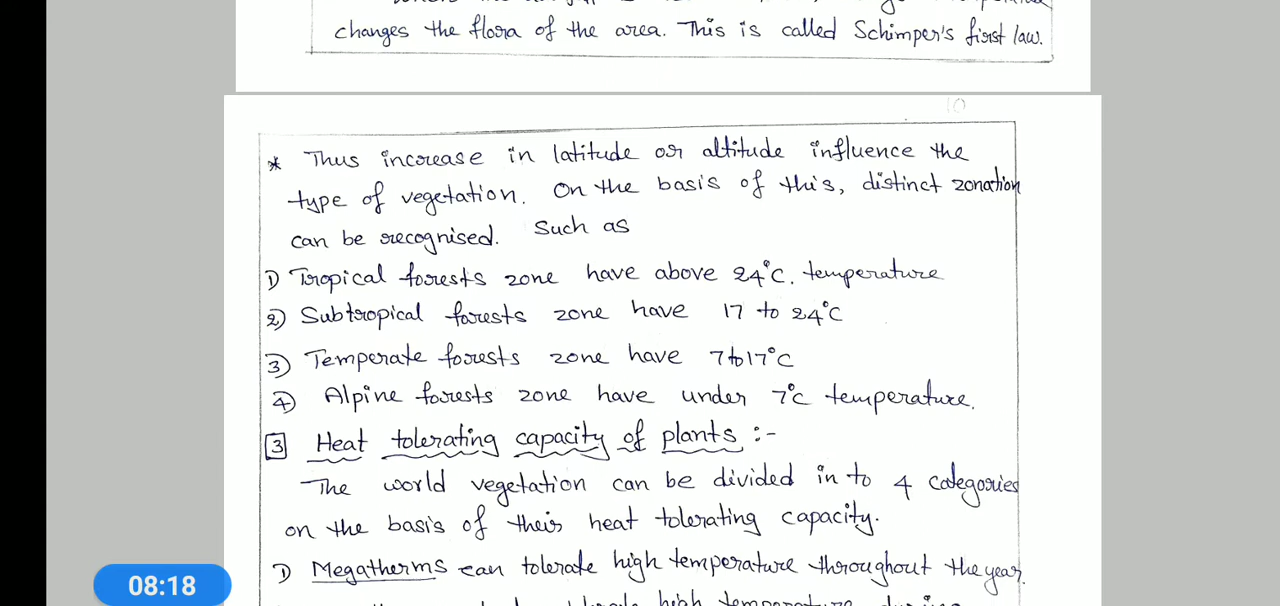 changes the flora of the area. This is called Schimper's first law.
10
* Thus increase in latitude or altitude influence the
type of vegetation. On the basis of this, distinct zonation
can be recognised. Such as
1) Tropical forests zone have above 24°C. temperature
2) Subtropical forests zone have 17 to 24°C
3) Temperate forests zone have 7 to 17°C
4) Alpine forests zone have under 7°C temperature.
3 Heat tolerating capacity of plants :-
The world vegetation can be divided in to 4 categories
on the basis of their heat tolerating capacity.
1) Megatherms can tolerate high temperature throughout the year.
high temperature during
08:18